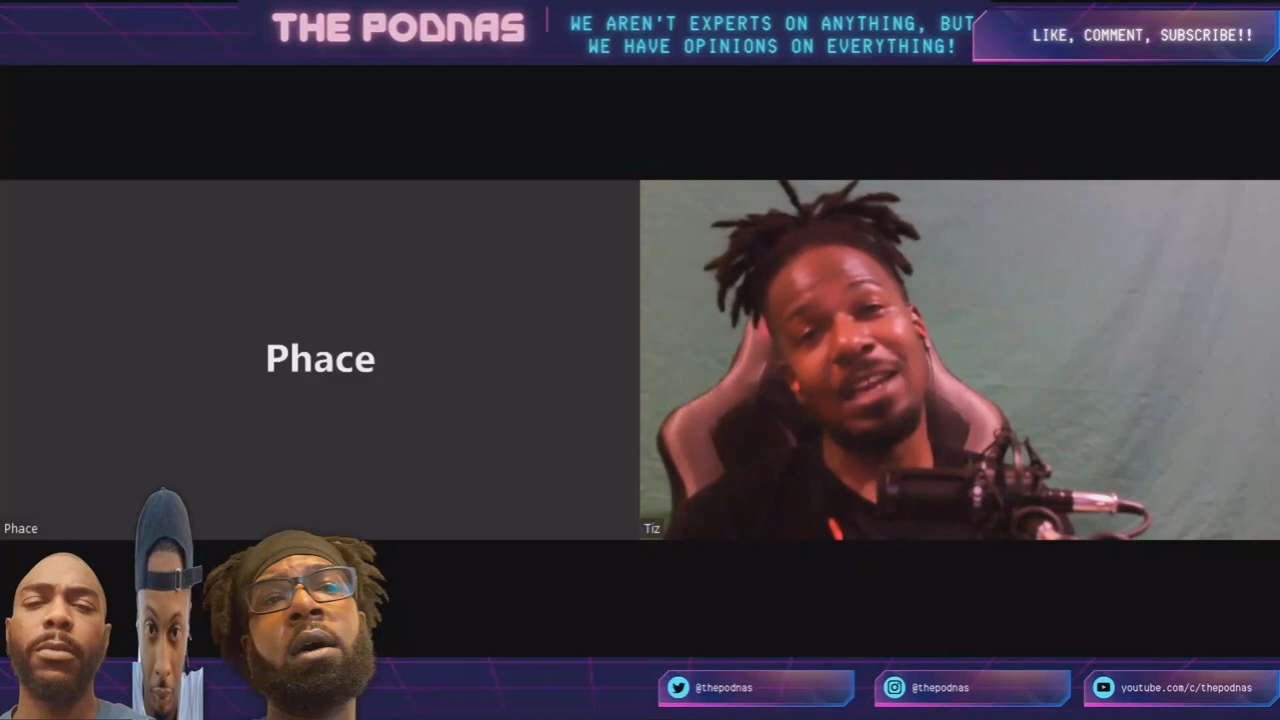 THE PODNAS
WE AREN'T EXPERTS ON ANYTHING, BUT
WE HAVE OPINIONS ON EVERYTHING!
LIKE, COMMENT, SUBSCRIBE!!
Phace
Phace
Tiz
@thepodnas
@thepodnas
youtube.com/c/thepodnas